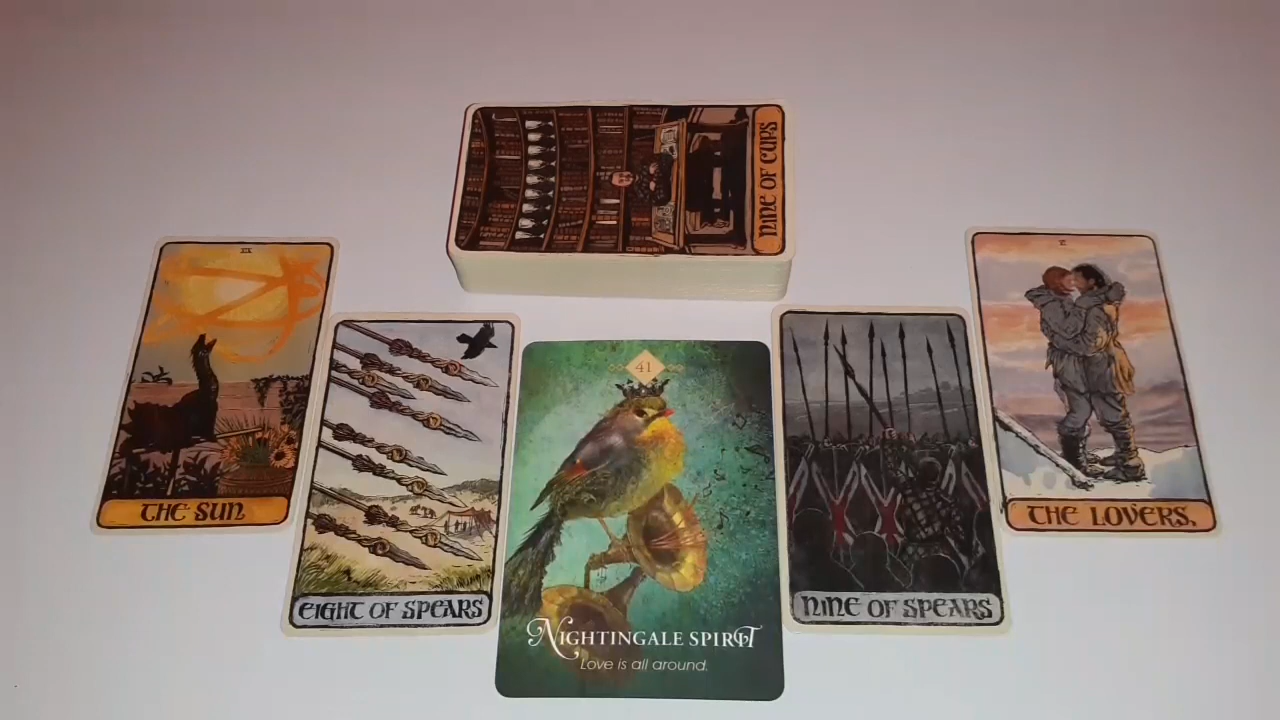 NINE OF CUPS
XIX
THE SUN
EIGHT OF SPEARS
41
NIGHTINGALE SPIRIT
Love is all around.
NINE OF SPEARS
VI
THE LOVERS,